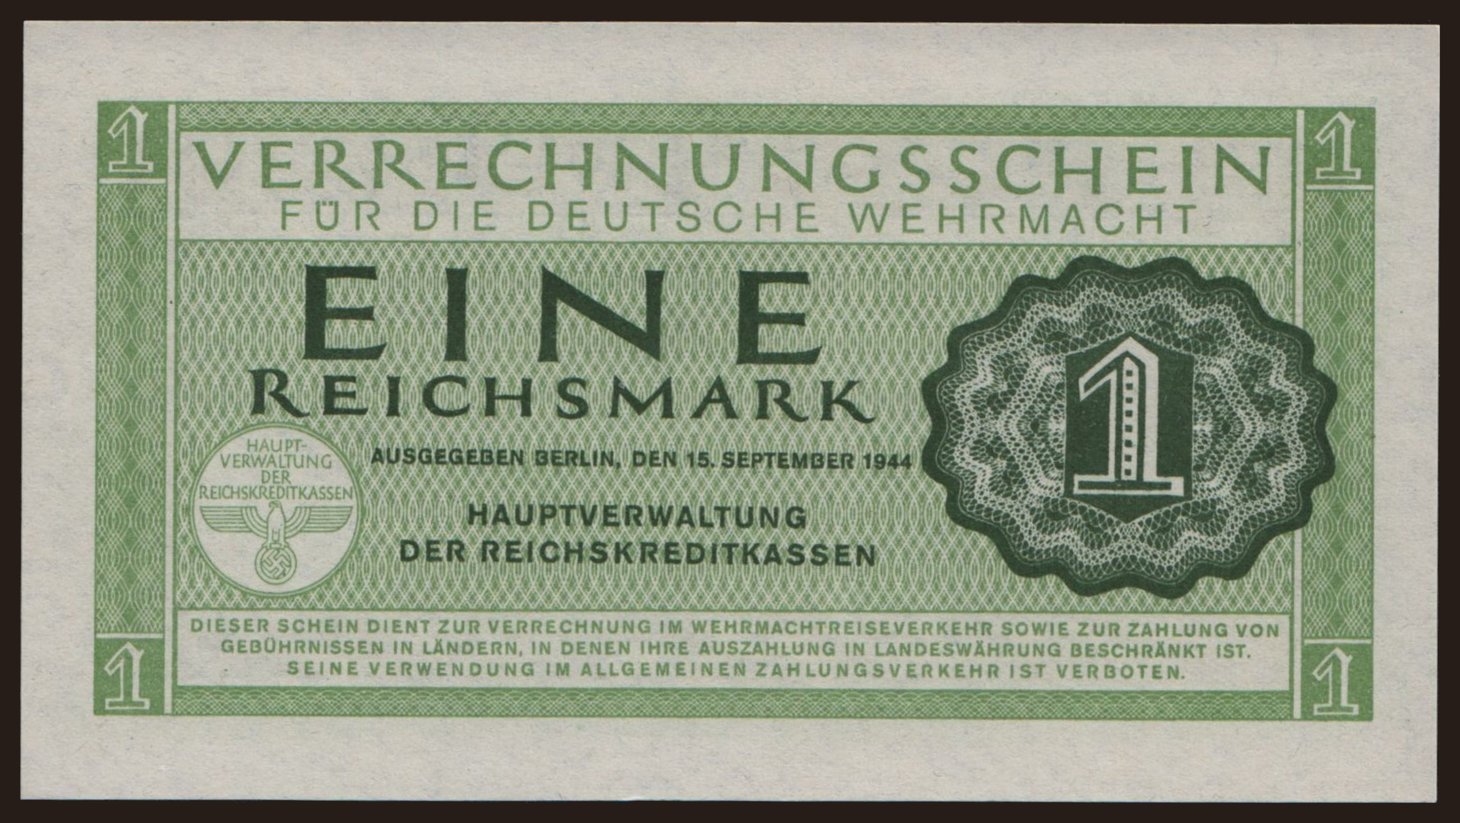 1
1
VERRECHNUNGSSCHEIN
FÜR DIE DEUTSCHE WEHRMACHT
EINE
REICHSMARK
1
HAUPT-
VERWALTUNG
DER
REICHSKREDITKASSEN
AUSGEGEBEN BERLIN, DEN 15. SEPTEMBER 1944
HAUPTVERWALTUNG
DER REICHSKREDITKASSEN
DIESER SCHEIN DIENT ZUR VERRECHNUNG IM WEHRMACHTREISEVERKEHR SOWIE ZUR ZAHLUNG VON
GEBÜHRNISSEN IN LÄNDERN, IN DENEN IHRE AUSZAHLUNG IN LANDESWÄHRUNG BESCHRÄNKT IST.
SEINE VERWENDUNG IM ALLGEMEINEN ZAHLUNGSVERKEHR IST VERBOTEN.
1
1